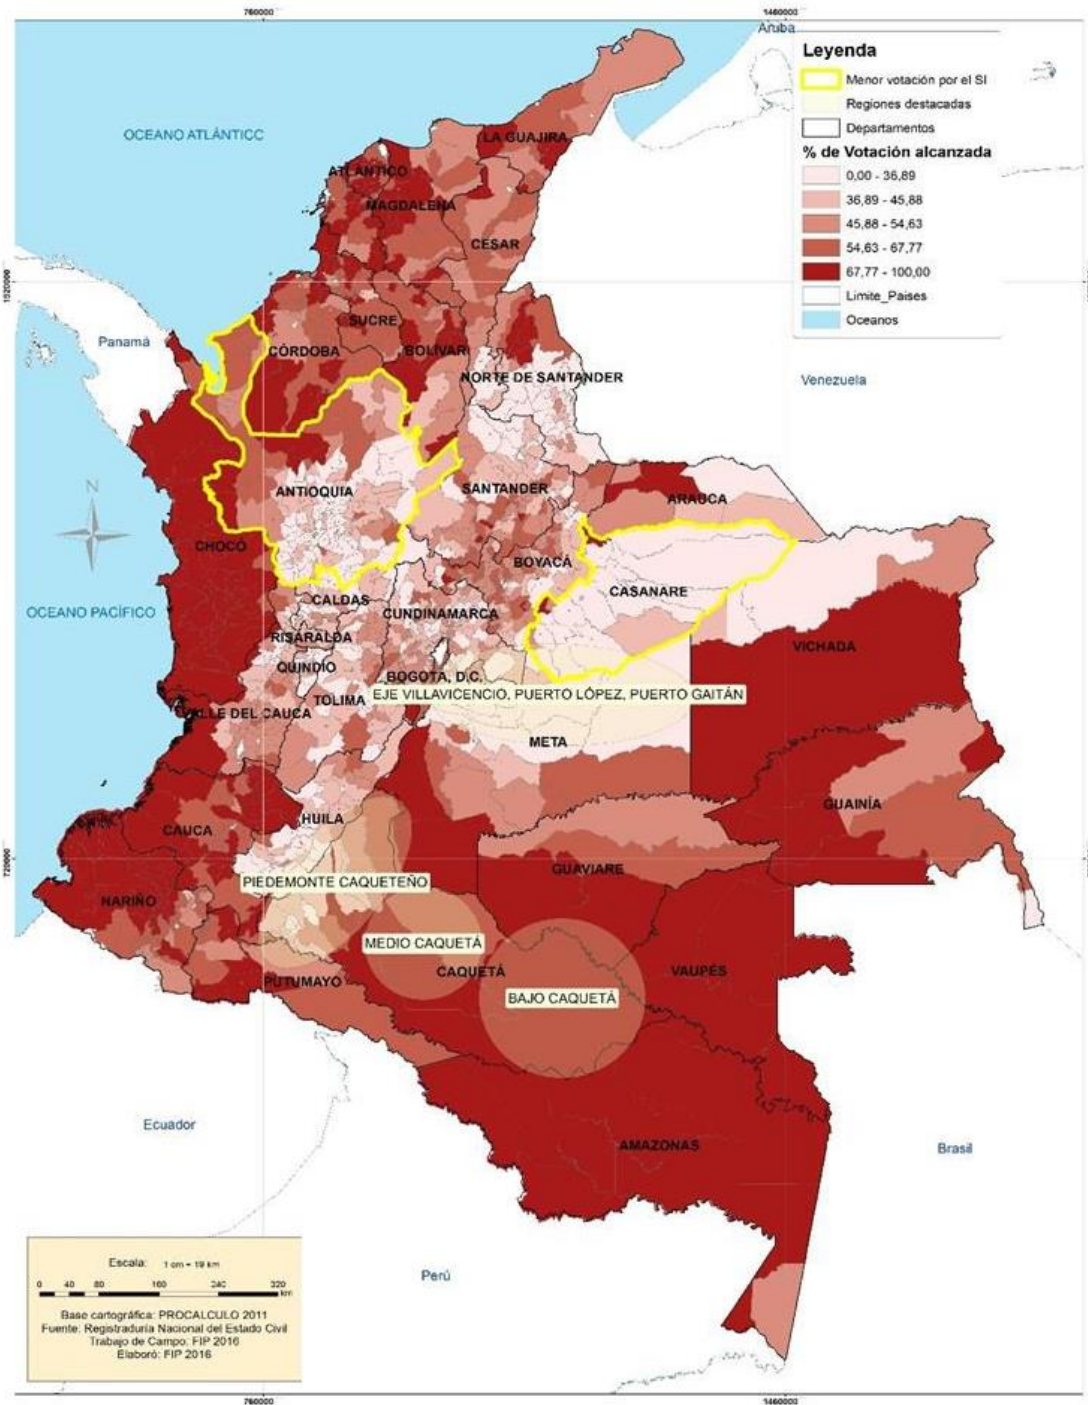 760000
1460000
Aruba
Leyenda
Menor votación por el SI
Regiones destacadas
Departamentos
% de Votación alcanzada
0,00 - 36,89
36,89 - 45,88
45,88 - 54,63
54,63 - 67,77
67,77 - 100,00
Limite_Paises
Oceanos
OCEANO ATLÁNTICO
LA GUAJIRA
ATLÁNTICO
MAGDALENA
CESAR
SUCRE
Panamá
CÓRDOBA
BOLÍVAR
NORTE DE SANTANDER
Venezuela
N
ANTIOQUIA
SANTANDER
ARAUCA
CHOCÓ
BOYACÁ
CASANARE
OCEANO PACÍFICO
CALDAS
CUNDINAMARCA
RISARALDA
VICHADA
QUINDÍO
BOGOTA, D.C.
EJE VILLAVICENCIO, PUERTO LÓPEZ, PUERTO GAITÁN
TOLIMA
VALLE DEL CAUCA
META
GUAINÍA
HUILA
CAUCA
720000
GUAVIARE
PIEDEMONTE CAQUETEÑO
NARIÑO
MEDIO CAQUETÁ
CAQUETÁ
VAUPÉS
PUTUMAYO
BAJO CAQUETÁ
Ecuador
AMAZONAS
Brasil
Perú
Escala: 1 cm = 19 km
0 40 80 160 240 320
km
Base cartográfica: PROCALCULO 2011
Fuente: Registraduría Nacional del Estado Civil
Trabajo de Campo: FIP 2016
Elaboró: FIP 2016
760000
1460000